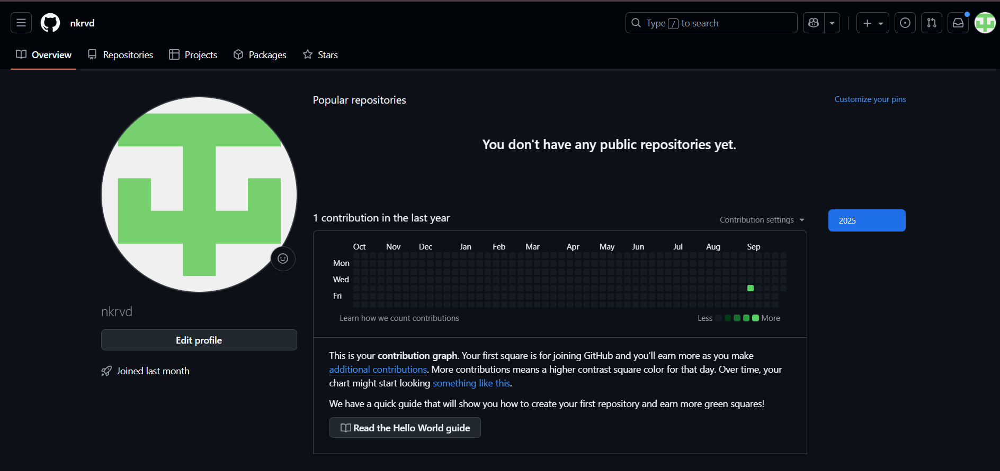 nkrvd
Type / to search
Overview
Repositories
Projects
Packages
Stars
Popular repositories
Customize your pins
You don't have any public repositories yet.
nkrvd
Edit profile
Joined last month
1 contribution in the last year
Contribution settings
2025
Oct Nov Dec Jan Feb Mar Apr May Jun Jul Aug Sep
Mon
Wed
Fri
Learn how we count contributions
Less More
This is your contribution graph. Your first square is for joining GitHub and you’ll earn more as you make
additional contributions. More contributions means a higher contrast square color for that day. Over time, your
chart might start looking something like this.
We have a quick guide that will show you how to create your first repository and earn more green squares!
Read the Hello World guide